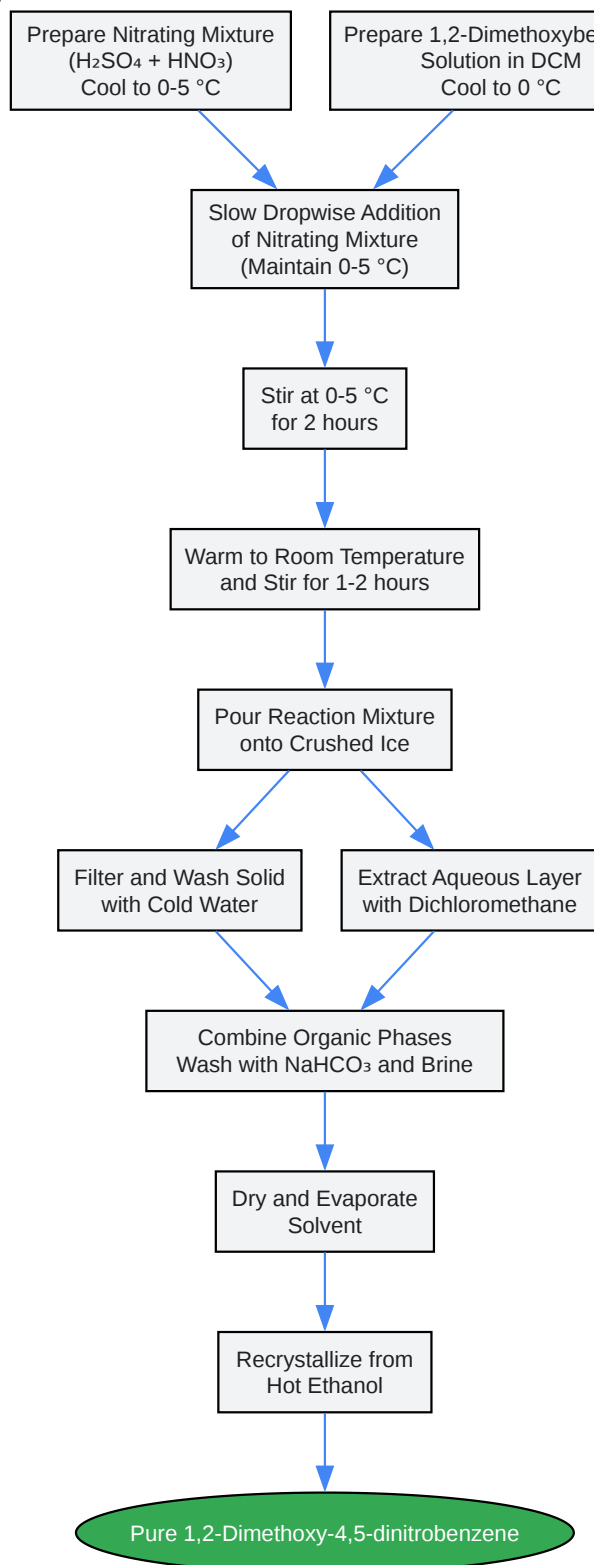 Prepare Nitrating Mixture
(H₂SO₄ + HNO₃)
Cool to 0-5 °C
Prepare 1,2-Dimethoxybe
Solution in DCM
Cool to 0 °C
Slow Dropwise Addition
of Nitrating Mixture
(Maintain 0-5 °C)
Stir at 0-5 °C
for 2 hours
Warm to Room Temperature
and Stir for 1-2 hours
Pour Reaction Mixture
onto Crushed Ice
Filter and Wash Solid
with Cold Water
Extract Aqueous Layer
with Dichloromethane
Combine Organic Phases
Wash with NaHCO₃ and Brine
Dry and Evaporate
Solvent
Recrystallize from
Hot Ethanol
Pure 1,2-Dimethoxy-4,5-dinitrobenzene